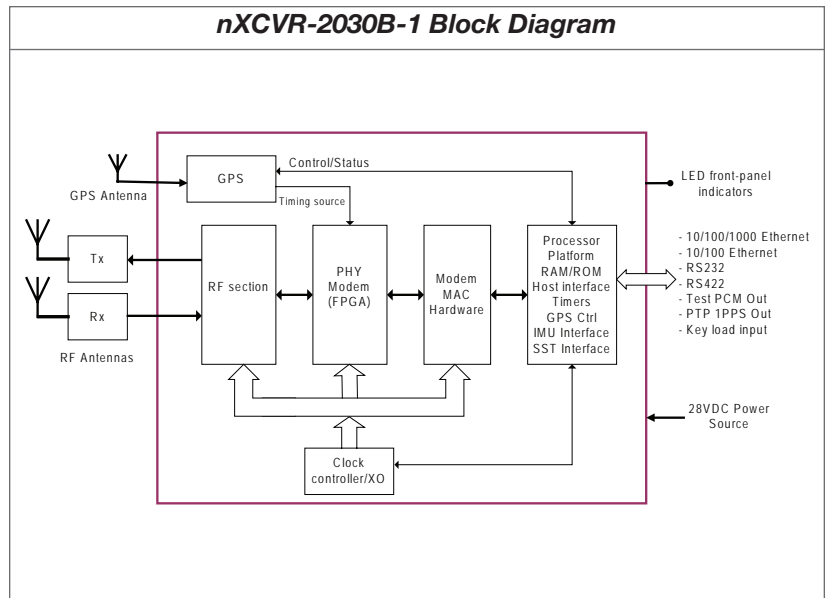 nXCVR-2030B-1 Block Diagram
GPS Antenna
GPS
Control/Status
Timing source
LED front-panel
indicators
Tx
Rx
RF Antennas
RF section
PHY
Modem
(FPGA)
Modem
MAC
Hardware
Processor
Platform
RAM/ROM
Host interface
Timers
GPS Ctrl
IMU Interface
SST Interface
- 10/100/1000 Ethernet
- 10/100 Ethernet
- RS232
- RS422
- Test PCM Out
- PTP 1PPS Out
- Key load input
28VDC Power
Source
Clock
controller/XO